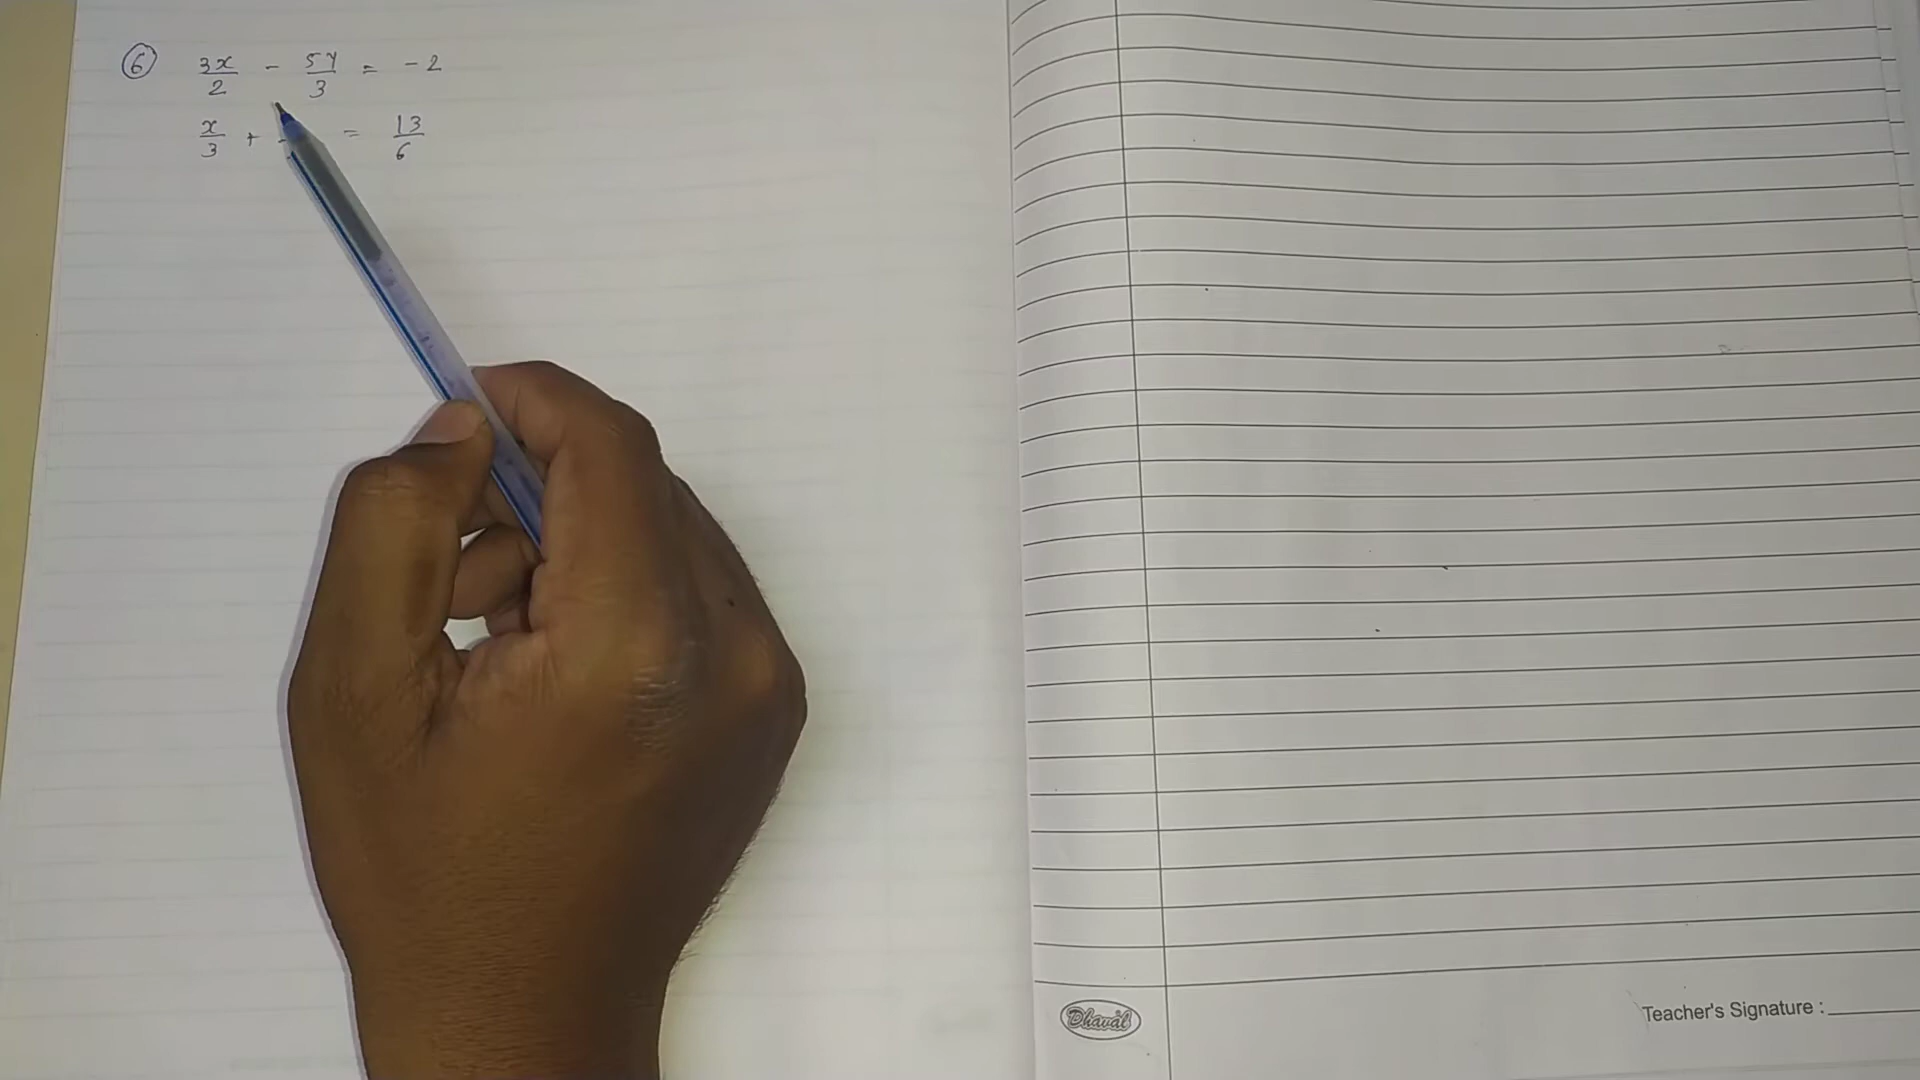 6 3x/2 - 5y/3 = -2
x/3 + = 13/6
Dhaval
Teacher's Signature :